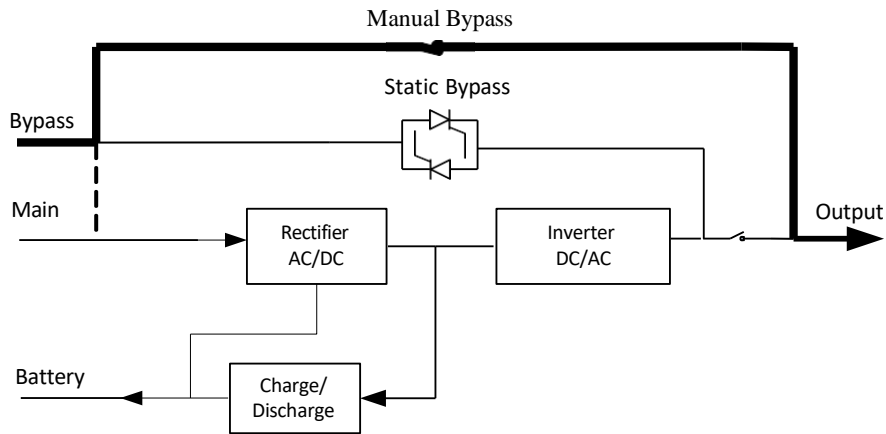 Manual Bypass
Static Bypass
Bypass
Main
Rectifier
AC/DC
Inverter
DC/AC
Output
Battery
Charge/
Discharge